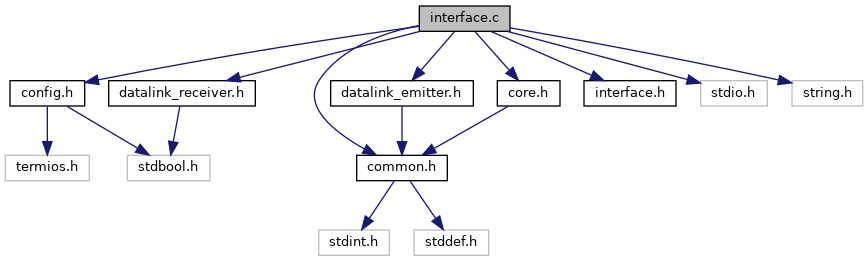 interface.c
config.h
datalink_receiver.h
datalink_emitter.h
core.h
interface.h
stdio.h
string.h
termios.h
stdbool.h
common.h
stdint.h
stddef.h